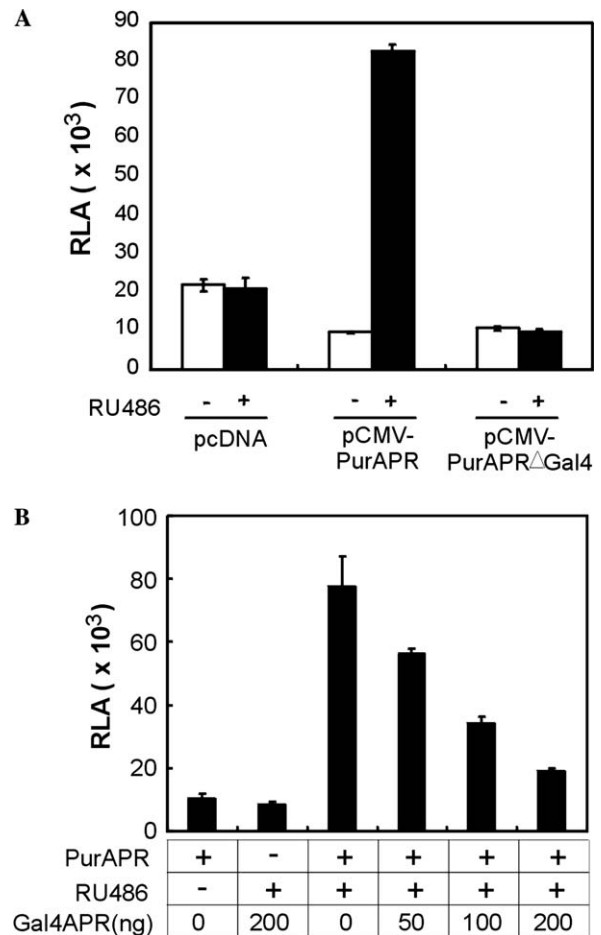 A
RLA ( x 10³)
90
80
70
60
50
40
30
20
10
0
RU486 - + - + - +
pcDNA pCMV- pCMV-
PurAPR PurAPR△Gal4
B
RLA ( x 10³)
100
80
60
40
20
0
PurAPR + - + + + +
RU486 - + + + + +
Gal4APR(ng) 0 200 0 50 100 200